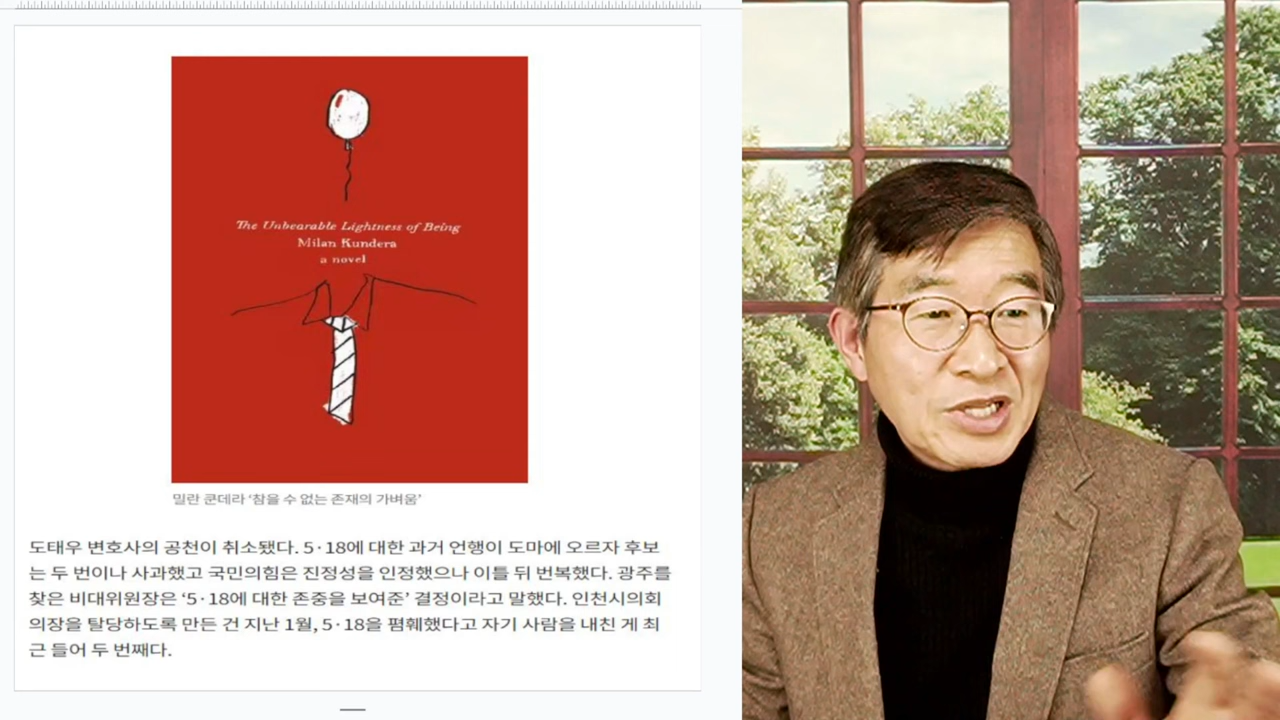 The Unbearable Lightness of Being
Milan Kundera
a novel
밀란 쿤데라 ‘참을 수 없는 존재의 가벼움’
도태우 변호사의 공천이 취소됐다. 5·18에 대한 과거 언행이 도마에 오르자 후보
는 두 번이나 사과했고 국민의힘은 진정성을 인정했으나 이틀 뒤 번복했다. 광주를
찾은 비대위원장은 ‘5·18에 대한 존중을 보여준’ 결정이라고 말했다. 인천시의회
의장을 탈당하도록 만든 건 지난 1월, 5·18을 폄훼했다고 자기 사람을 내친 게 최
근 들어 두 번째다.